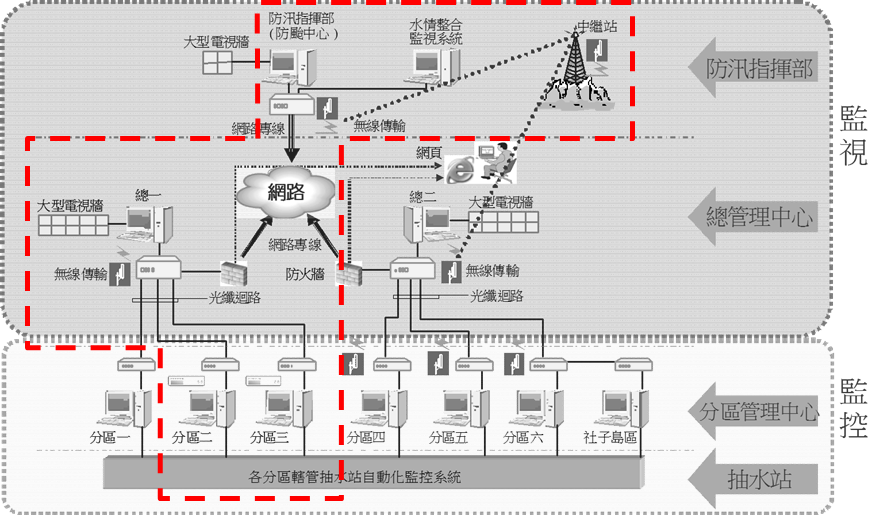 防汛指揮部
(防颱中心)
水情整合
監視系統
中繼站
大型電視牆
防汛指揮部
網路專線
無線傳輸
監視
網頁
網路
總一
大型電視牆
總二
大型電視牆
總管理中心
網路專線
無線傳輸
防火牆
無線傳輸
光纖迴路
光纖迴路
分區一
分區二
分區三
分區四
分區五
分區六
社子島區
分區管理中心
監控
各分區轄管抽水站自動化監控系統
抽水站